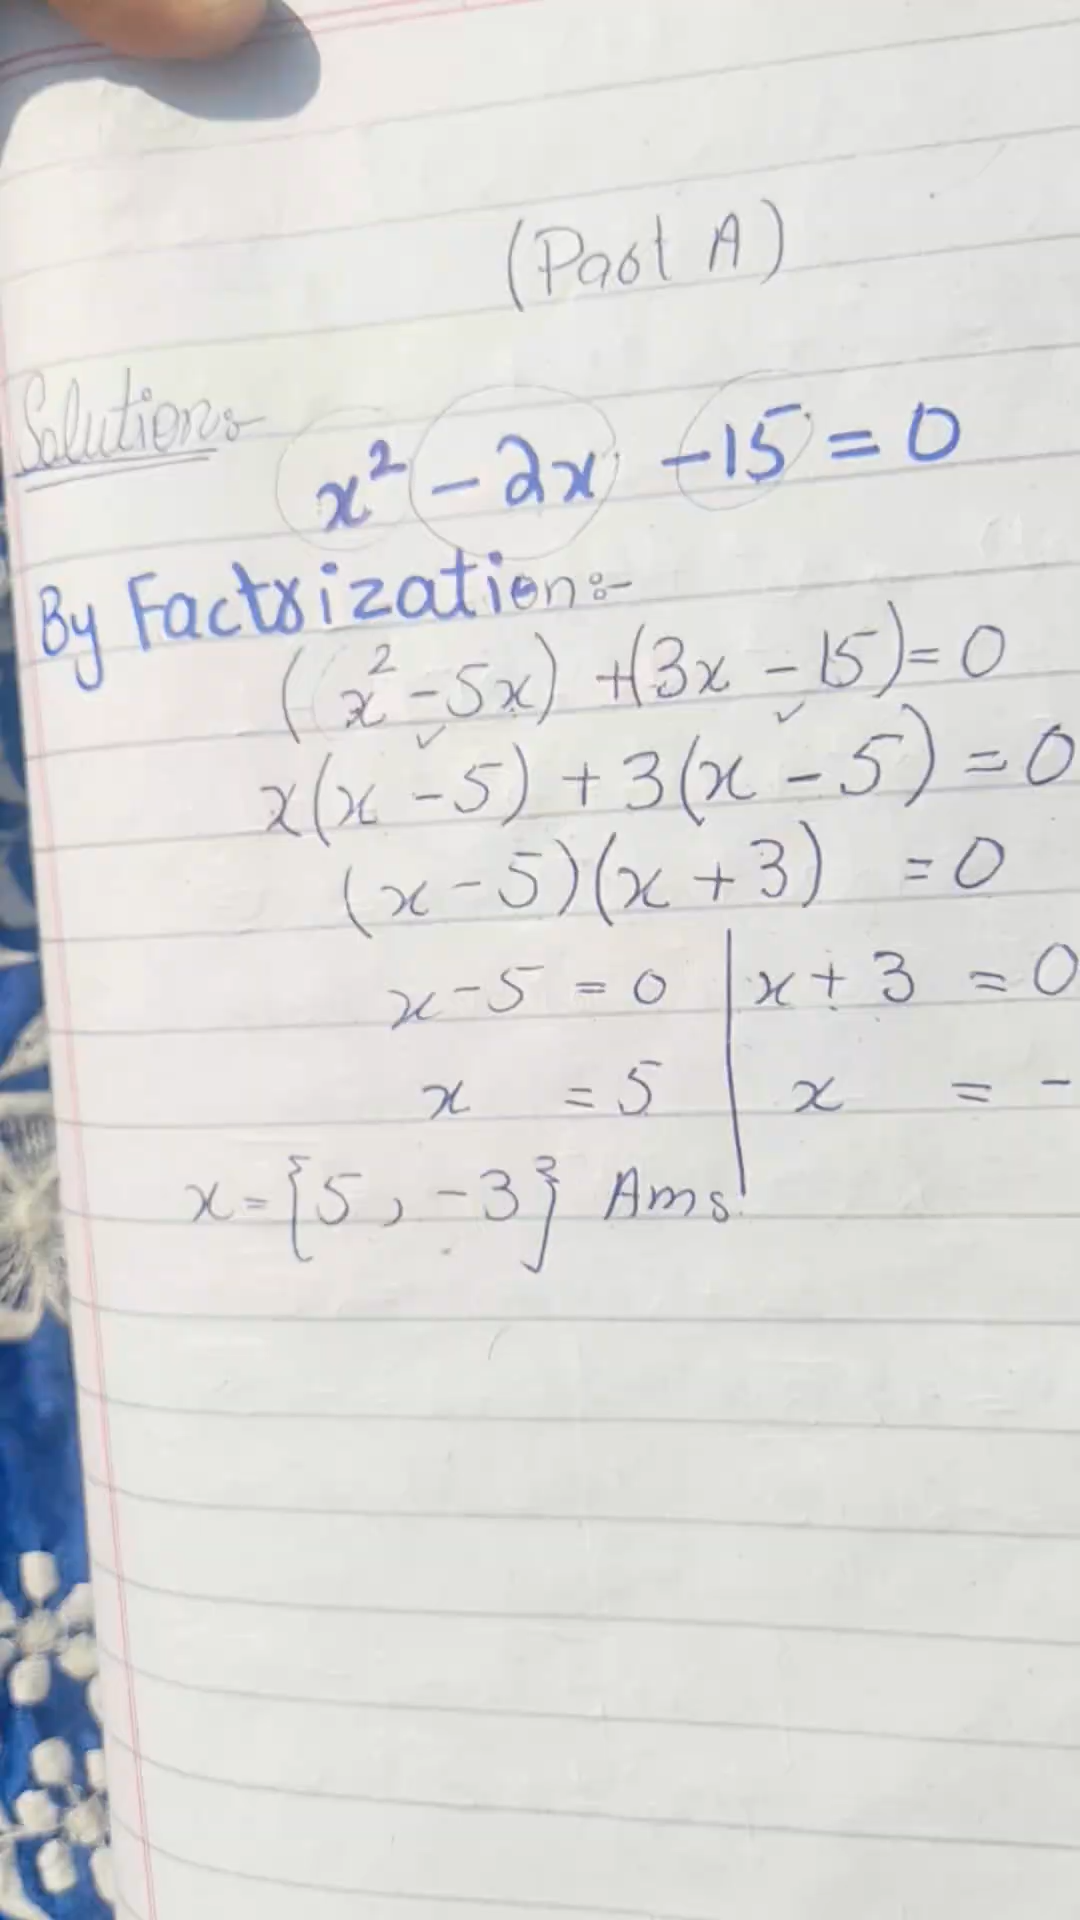 (Part A)
Solution:-
x² - 2x - 15 = 0
By Factrization:-
(x² - 5x) + (3x - 15) = 0
x(x - 5) + 3(x - 5) = 0
(x - 5)(x + 3) = 0
x - 5 = 0 | x + 3 = 0
x = 5 | x = -
x = {5, -3} Ans